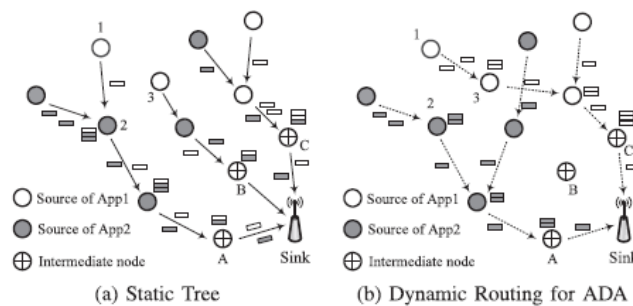 1
2
3
B
C
A
Source of App1
Source of App2
Intermediate node
Sink
(a) Static Tree
1
2
3
B
C
A
Source of App1
Source of App2
Intermediate node
Sink
(b) Dynamic Routing for ADA